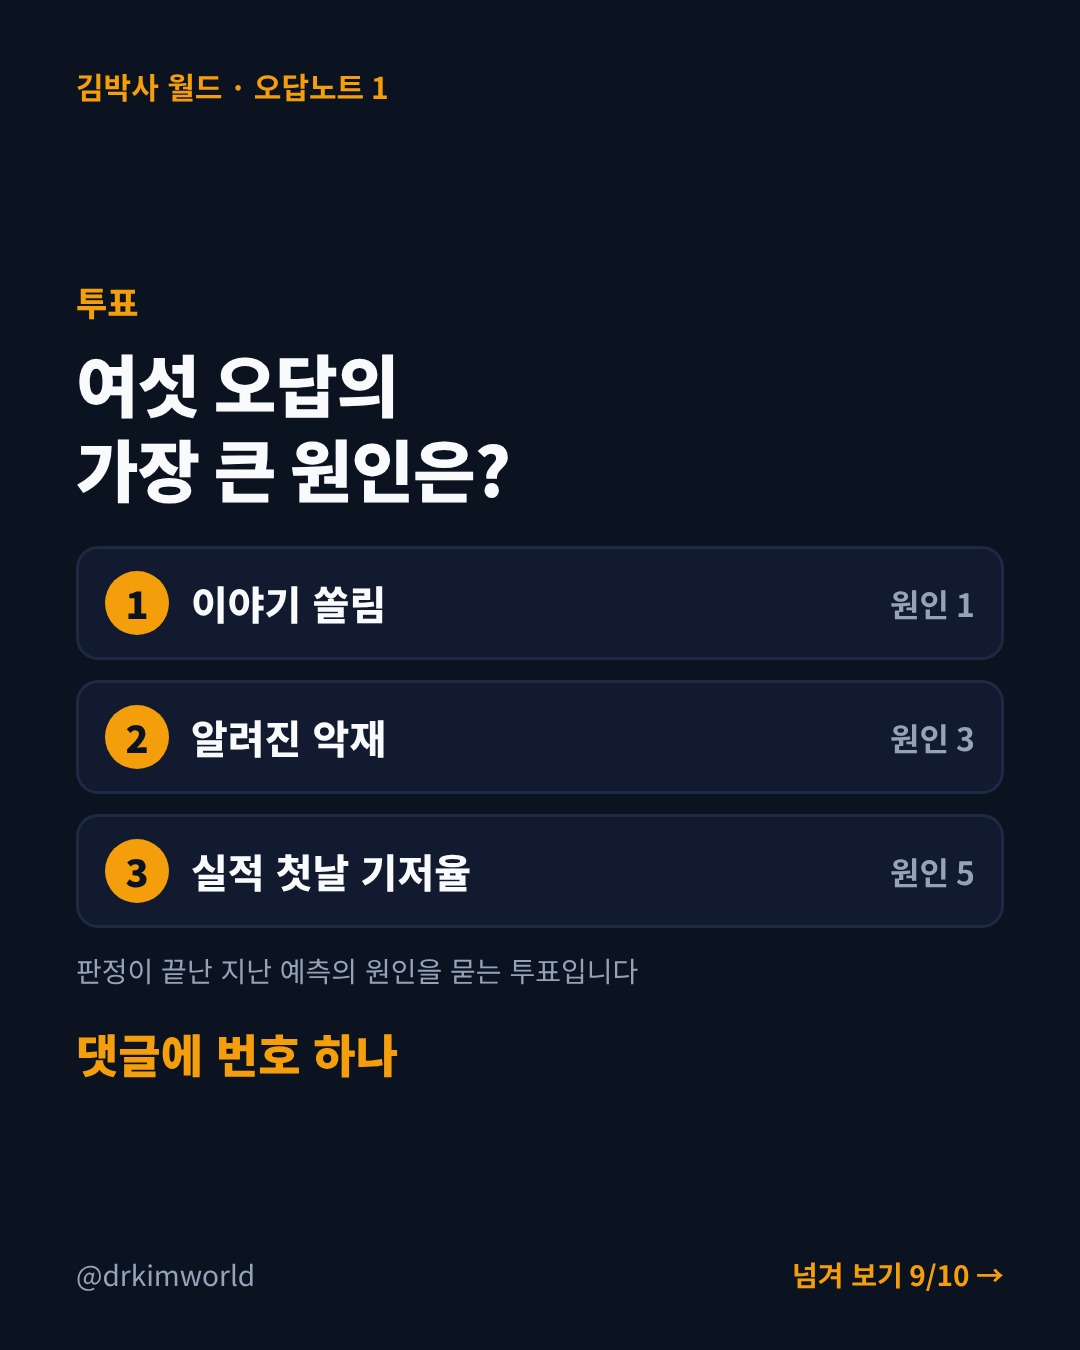 김박사 월드 · 오답노트 1
투표
여섯 오답의
가장 큰 원인은?
1 이야기 쏠림 원인 1
2 알려진 악재 원인 3
3 실적 첫날 기저율 원인 5
판정이 끝난 지난 예측의 원인을 묻는 투표입니다
댓글에 번호 하나
@drkimworld 넘겨 보기 9/10 →